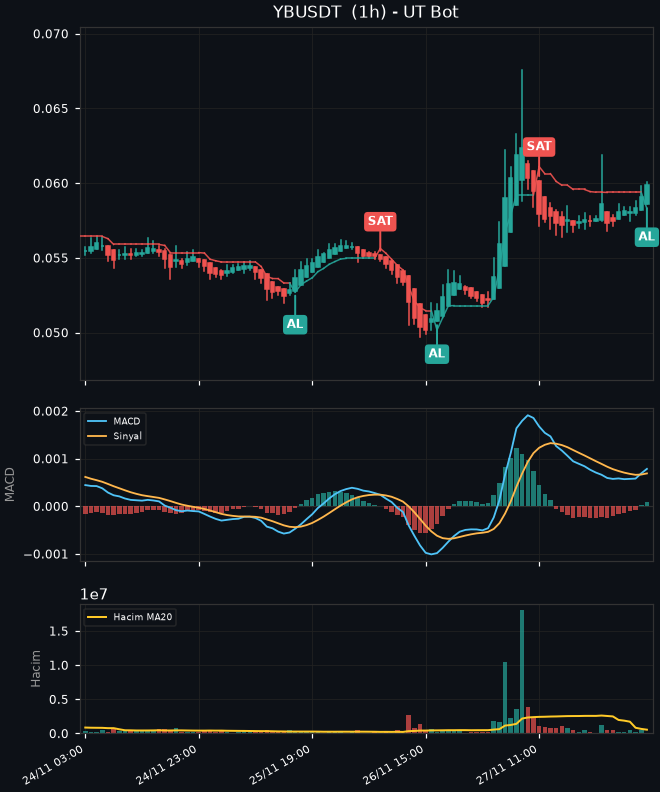 YBUSDT  (1h) - UT Bot
0.070
0.065
0.060
0.055
0.050
SAT
SAT
AL
AL
AL
MACD
0.002
0.001
0.000
−0.001
MACD
Sinyal
Hacim
1e7
1.5
1.0
0.5
0.0
Hacim MA20
24/11 03:00
24/11 23:00
25/11 19:00
26/11 15:00
27/11 11:00